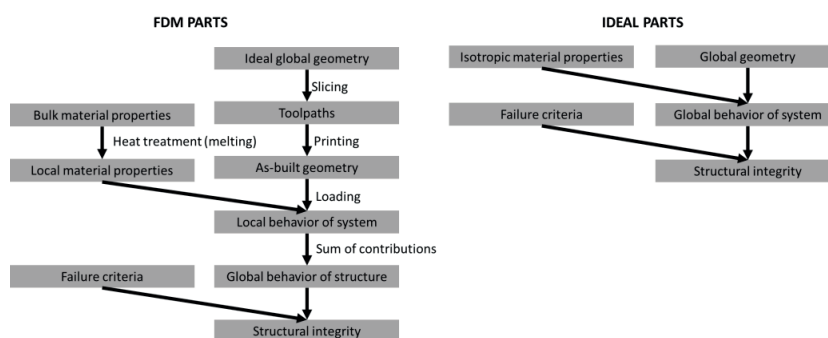 FDM PARTS
Ideal global geometry
Slicing
Bulk material properties
Toolpaths
Heat treatment (melting)
Printing
Local material properties
As-built geometry
Loading
Local behavior of system
Sum of contributions
Failure criteria
Global behavior of structure
Structural integrity
IDEAL PARTS
Isotropic material properties
Global geometry
Failure criteria
Global behavior of system
Structural integrity